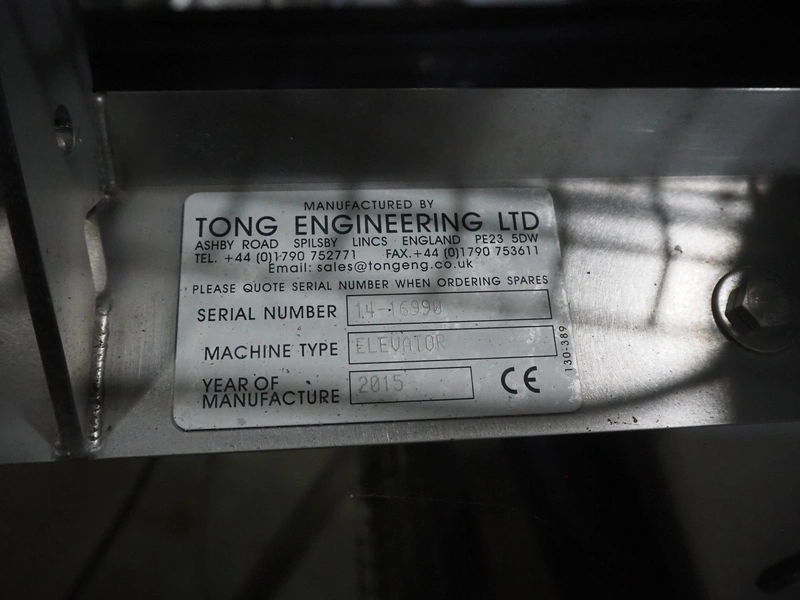 MANUFACTURED BY
TONG ENGINEERING LTD
ASHBY ROAD SPILSBY LINCS ENGLAND PE23 5DW
TEL. +44 (0)1790 752771 FAX.+44 (0)1790 753611
Email: sales@tongeng.co.uk
PLEASE QUOTE SERIAL NUMBER WHEN ORDERING SPARES
SERIAL NUMBER 14-16990
MACHINE TYPE ELEVATOR
YEAR OF
MANUFACTURE 2015 CE
130-389